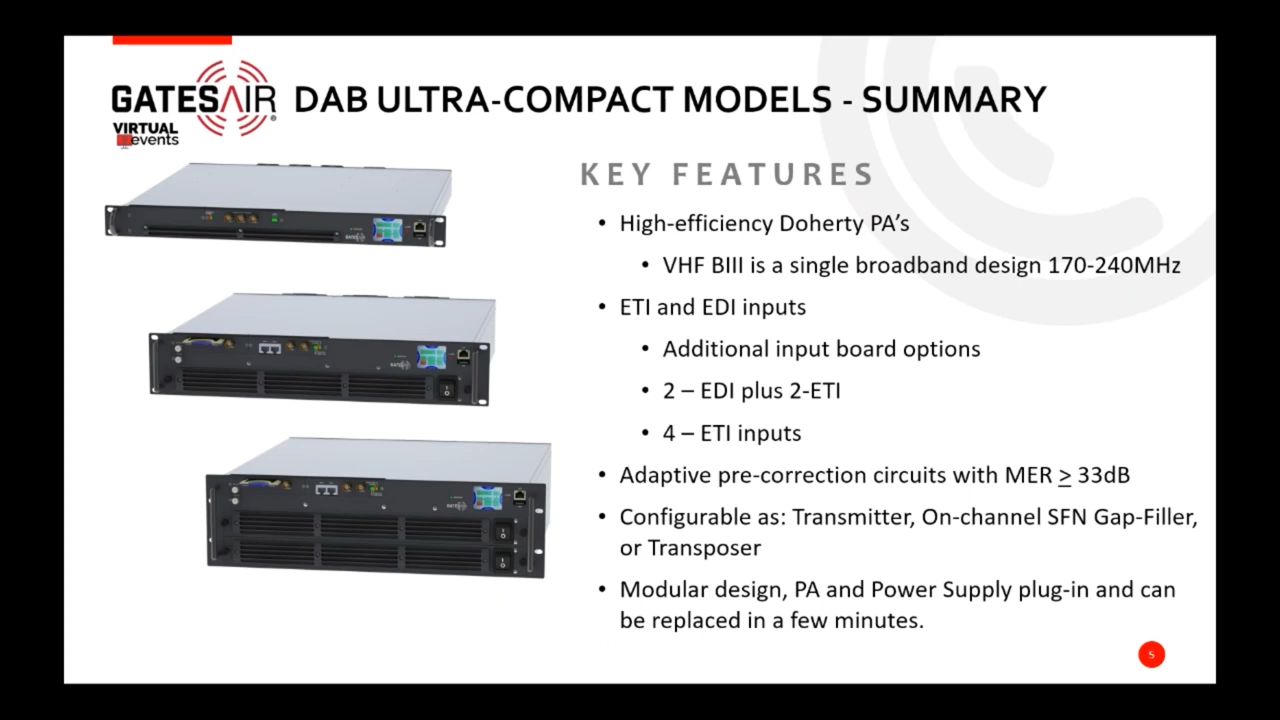 GATESAIR
VIRTUAL
events
DAB ULTRA-COMPACT MODELS - SUMMARY
KEY FEATURES
• High-efficiency Doherty PA's
• VHF BIII is a single broadband design 170-240MHz
• ETI and EDI inputs
• Additional input board options
• 2 – EDI plus 2-ETI
• 4 – ETI inputs
• Adaptive pre-correction circuits with MER ≥ 33dB
• Configurable as: Transmitter, On-channel SFN Gap-Filler,
or Transposer
• Modular design, PA and Power Supply plug-in and can
be replaced in a few minutes.
5